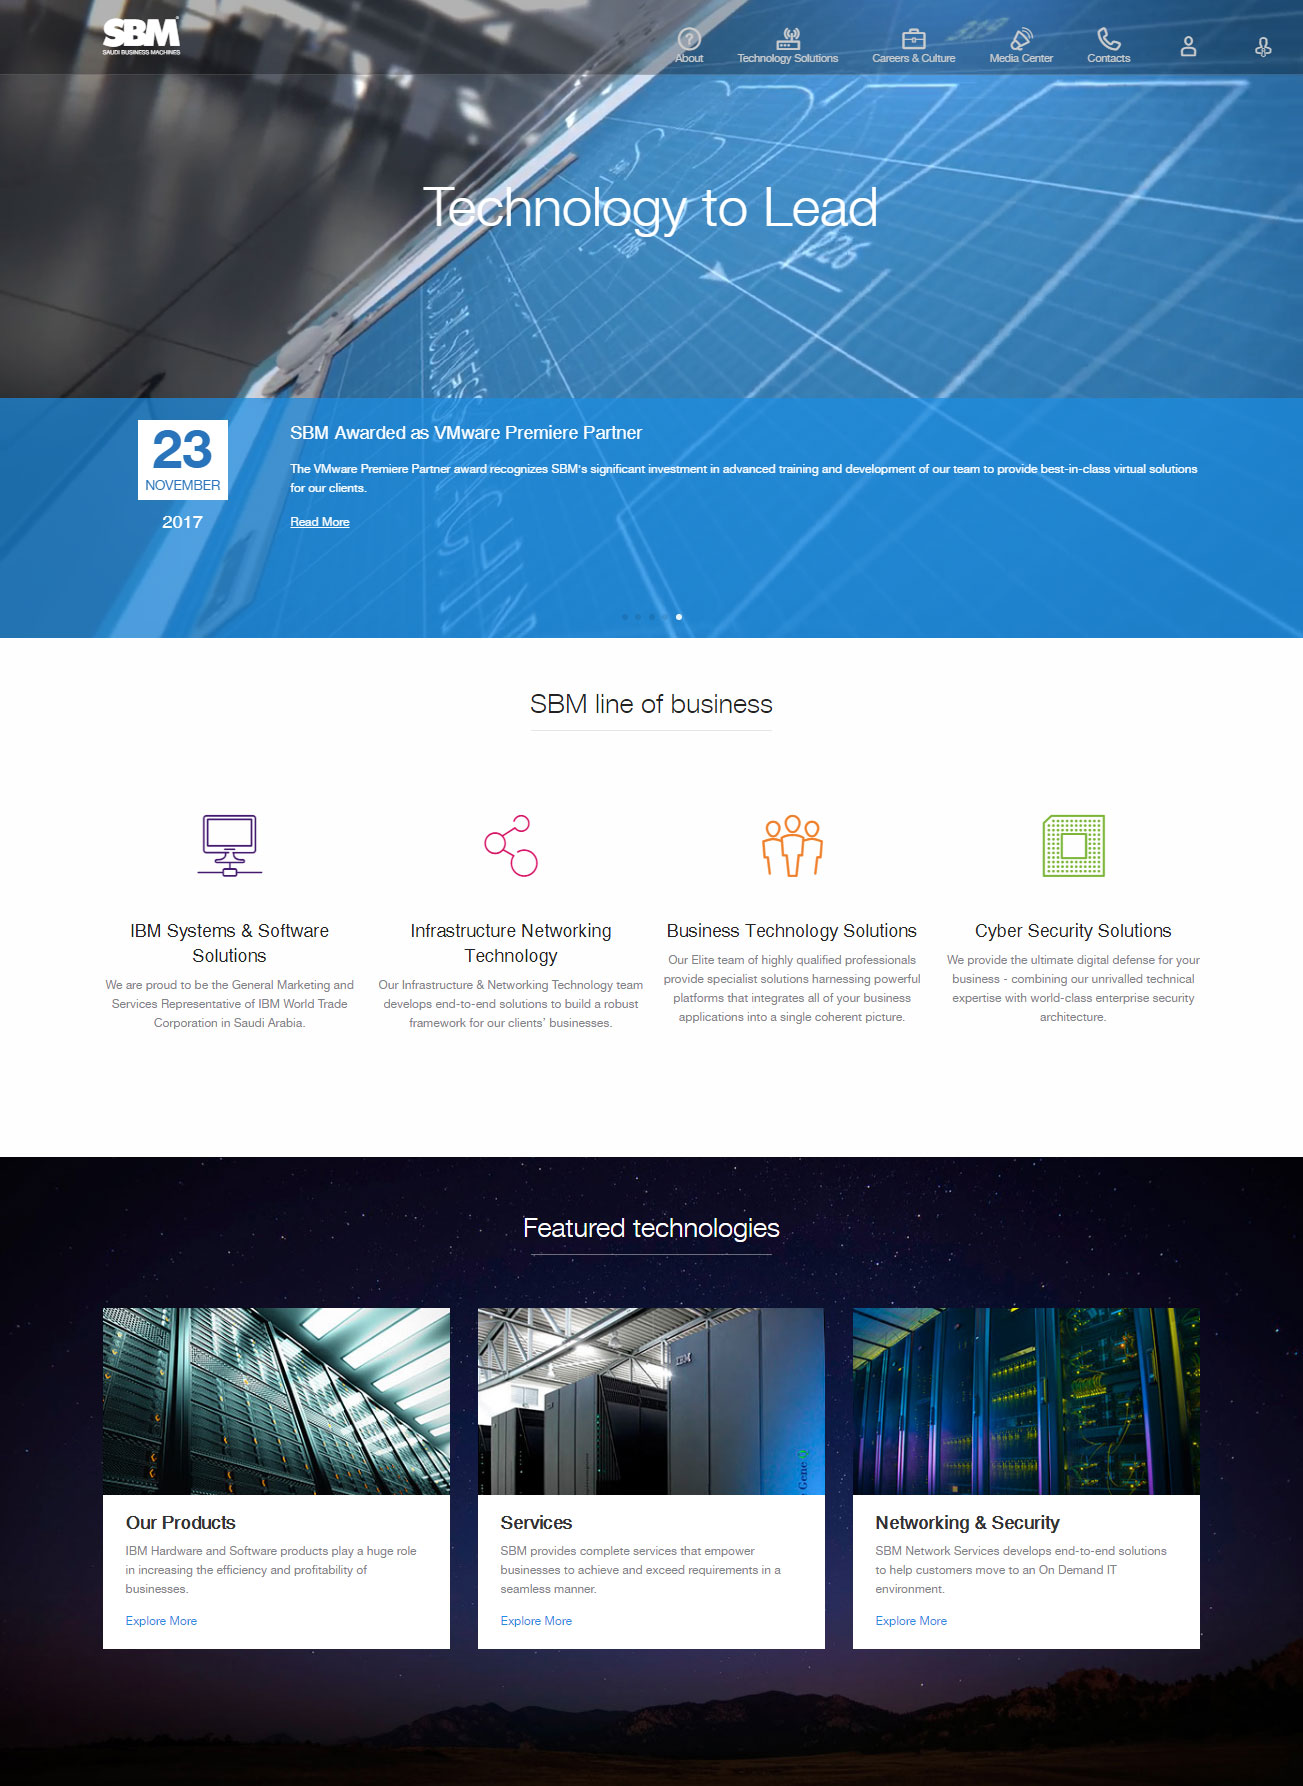 SBM
SAUDI BUSINESS MACHINES
About
Technology Solutions
Careers & Culture
Media Center
Contacts
Technology to Lead
1226
23
NOVEMBER
2017
SBM Awarded as VMware Premiere Partner
The VMware Premiere Partner award recognizes SBM's significant investment in advanced training and development of our team to provide best-in-class virtual solutions
for our clients.
Read More
SBM line of business
IBM Systems & Software
Solutions
We are proud to be the General Marketing and
Services Representative of IBM World Trade
Corporation in Saudi Arabia.
Infrastructure Networking
Technology
Our Infrastructure & Networking Technology team
develops end-to-end solutions to build a robust
framework for our clients' businesses.
Business Technology Solutions
Our Elite team of highly qualified professionals
provide specialist solutions harnessing powerful
platforms that integrates all of your business
applications into a single coherent picture.
Cyber Security Solutions
We provide the ultimate digital defense for your
business - combining our unrivalled technical
expertise with world-class enterprise security
architecture.
Featured technologies
IBM
Gene
Our Products
IBM Hardware and Software products play a huge role
in increasing the efficiency and profitability of
businesses.
Explore More
Services
SBM provides complete services that empower
businesses to achieve and exceed requirements in a
seamless manner.
Explore More
Networking & Security
SBM Network Services develops end-to-end solutions
to help customers move to an On Demand IT
environment.
Explore More